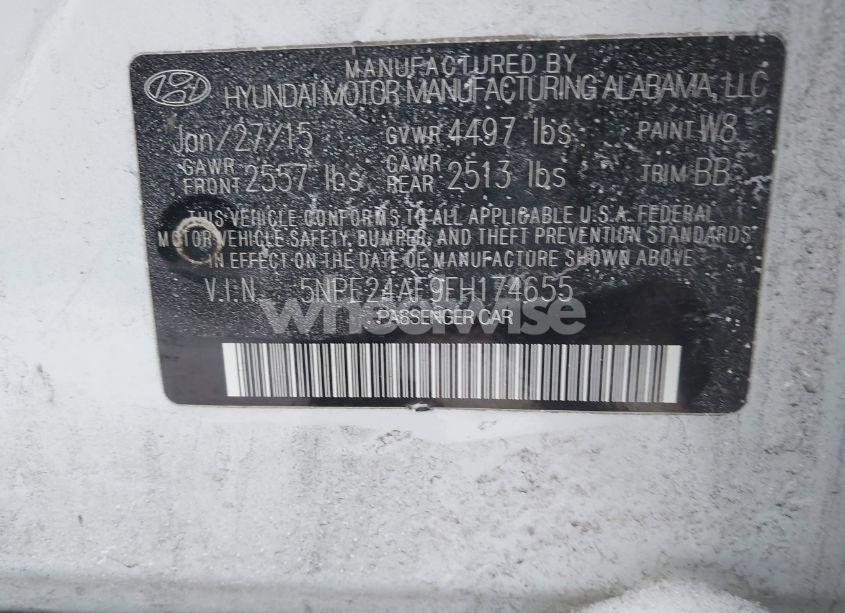 MANUFACTURED BY
HYUNDAI MOTOR MANUFACTURING ALABAMA, LLC
Jan/27/15 GVWR 4497 lbs PAINT W8
GAWR FRONT 2557 lbs GAWR REAR 2513 lbs TRIM BB
THIS VEHICLE CONFORMS TO ALL APPLICABLE U.S.A. FEDERAL
MOTOR VEHICLE SAFETY, BUMPER, AND THEFT PREVENTION STANDARDS
IN EFFECT ON THE DATE OF MANUFACTURE SHOWN ABOVE
V.I.N. 5NPE24AF9FH174655
wheelwise
PASSENGER CAR